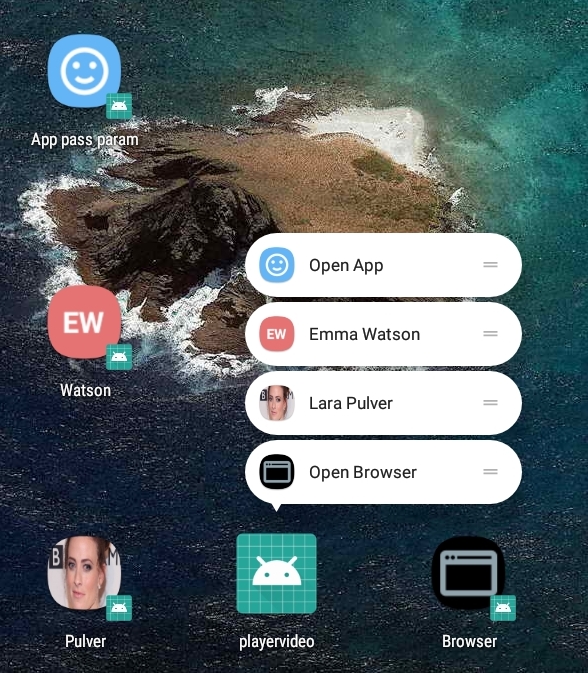 App pass param
Open App
EW
EW
Emma Watson
Watson
Lara Pulver
Open Browser
B
M
Pulver
playervideo
Browser